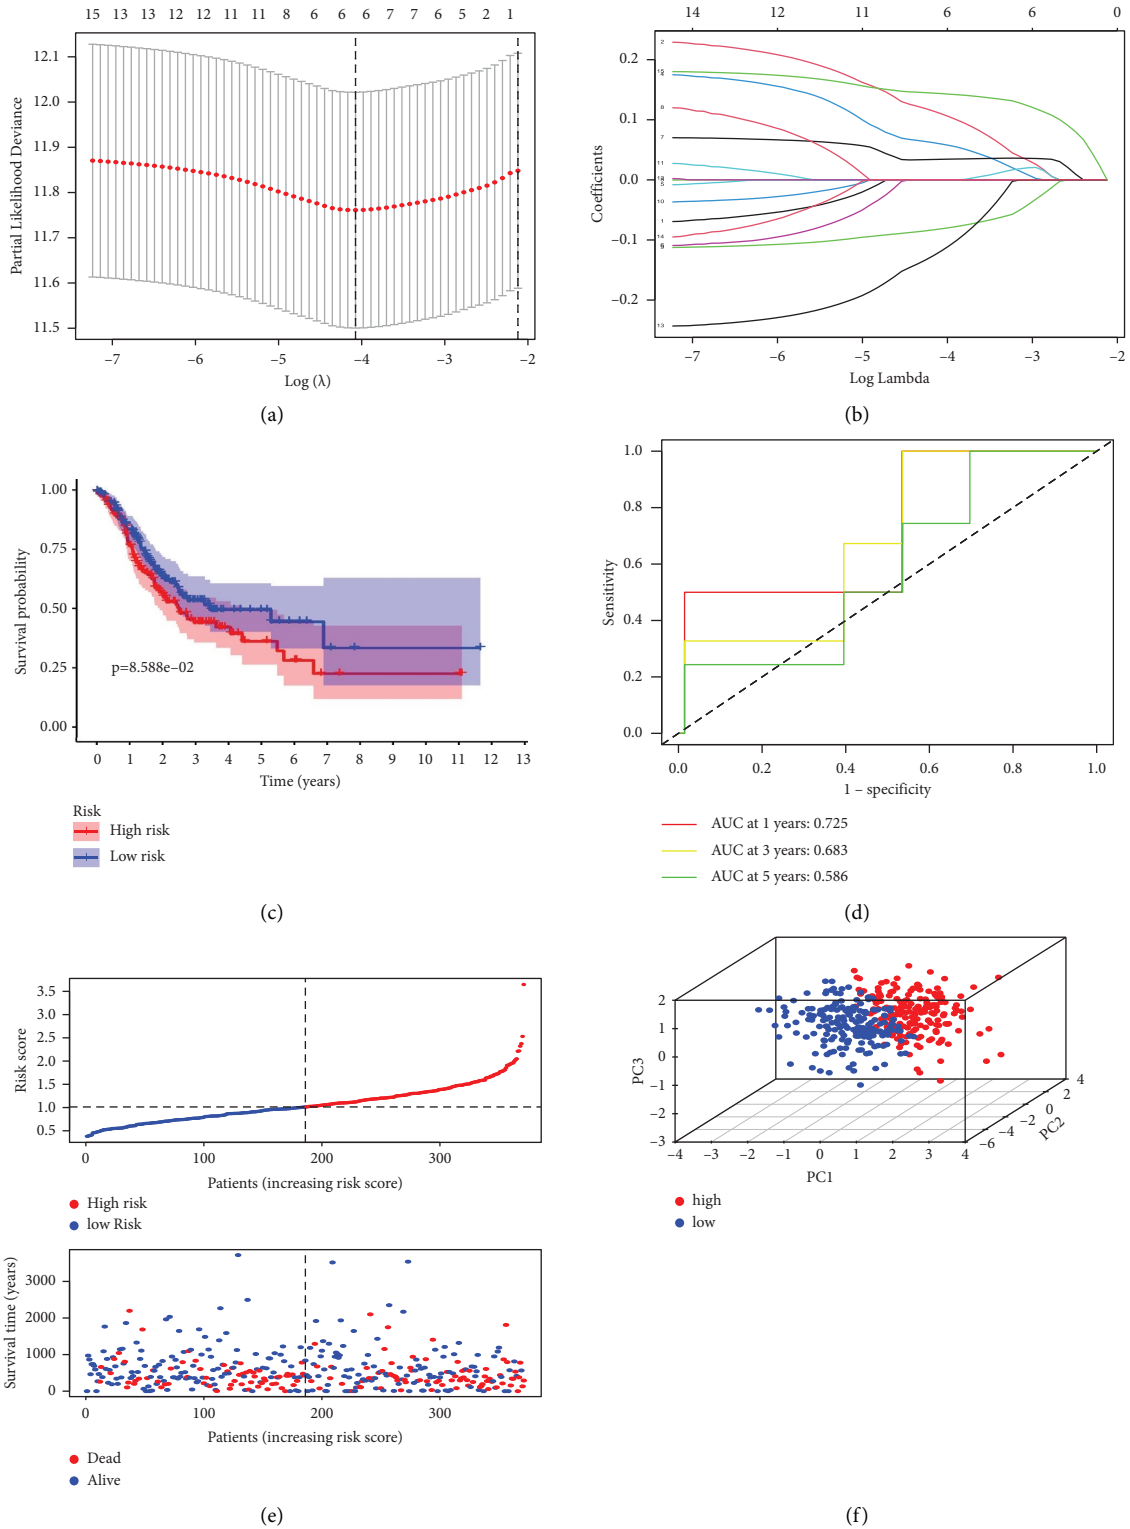 15 13 13 12 12 11 11 8 6 6 6 7 7 6 6 5 2 1
12.1
12.0
11.9
11.8
11.7
11.6
11.5
Partial Likelihood Deviance
–7 –6 –5 –4 –3 –2
Log (λ)
(a)
14 12 11 6 6 0
0.2
0.1
0.0
–0.1
–0.2
Coefficients
2
8
7
11
5
10
1
14
13
–7 –6 –5 –4 –3 –2
Log Lambda
(b)
1.00
0.75
0.50
0.25
0.00
Survival probability
p=8.588e–02
0 1 2 3 4 5 6 7 8 9 10 11 12 13
Time (years)
Risk
High risk
Low risk
(c)
1.0
0.8
0.6
0.4
0.2
0.0
Sensitivity
0.0 0.2 0.4 0.6 0.8 1.0
1 – specificity
AUC at 1 years: 0.725
AUC at 3 years: 0.683
AUC at 5 years: 0.586
(d)
3.5
3.0
2.5
2.0
1.5
1.0
0.5
Risk score
0 100 200 300
Patients (increasing risk score)
High risk
low Risk
3000
2000
1000
0
Survival time (years)
0 100 200 300
Patients (increasing risk score)
Dead
Alive
(e)
2
1
0
–1
–2
–3
PC3
–4 –3 –2 –1 0 1 2 3 4
PC1
–6 –4 –2 0 2 4
PC2
high
low
(f)